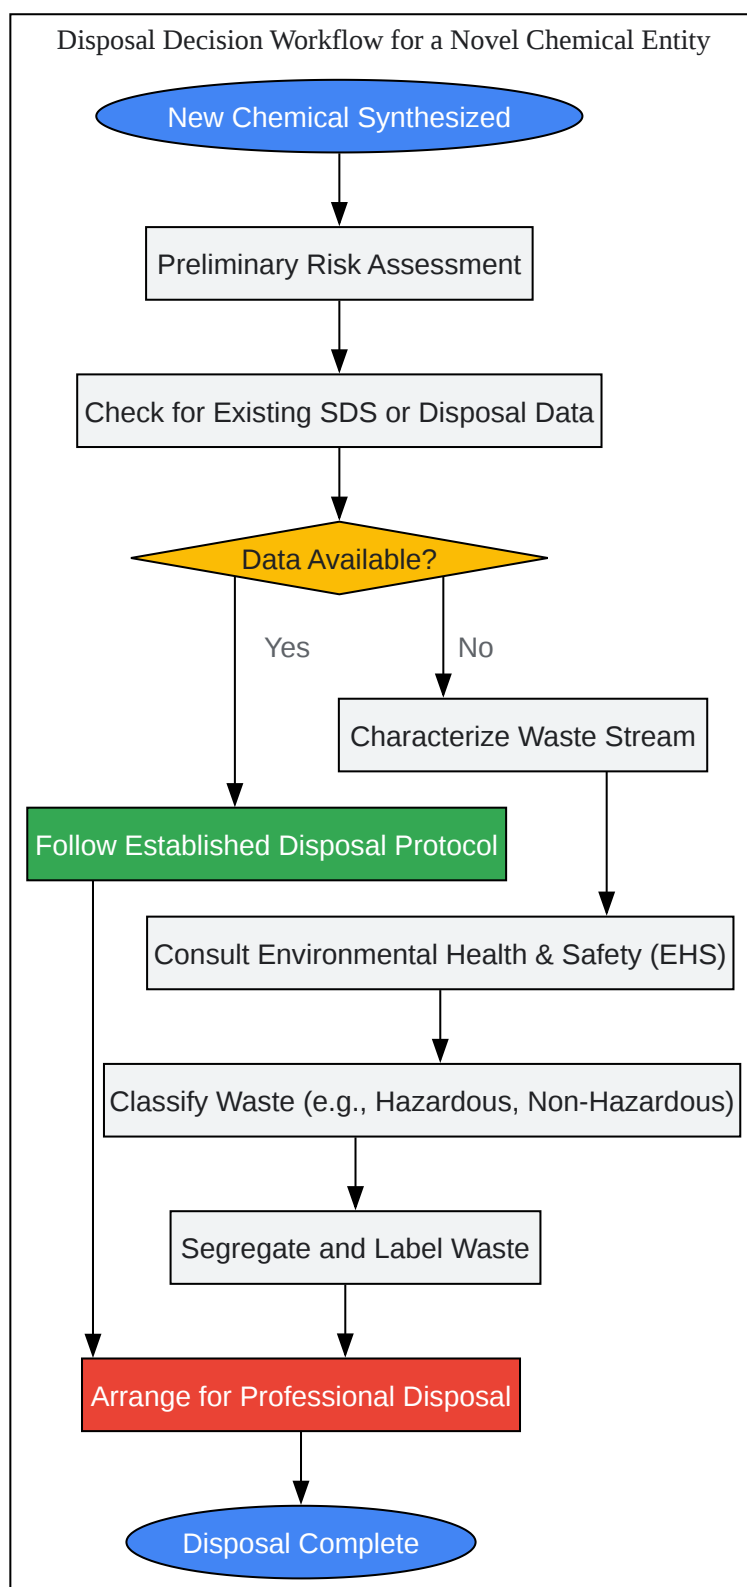 Disposal Decision Workflow for a Novel Chemical Entity
New Chemical Synthesized
Preliminary Risk Assessment
Check for Existing SDS or Disposal Data
Data Available?
Yes
No
Characterize Waste Stream
Follow Established Disposal Protocol
Consult Environmental Health & Safety (EHS)
Classify Waste (e.g., Hazardous, Non-Hazardous)
Segregate and Label Waste
Arrange for Professional Disposal
Disposal Complete